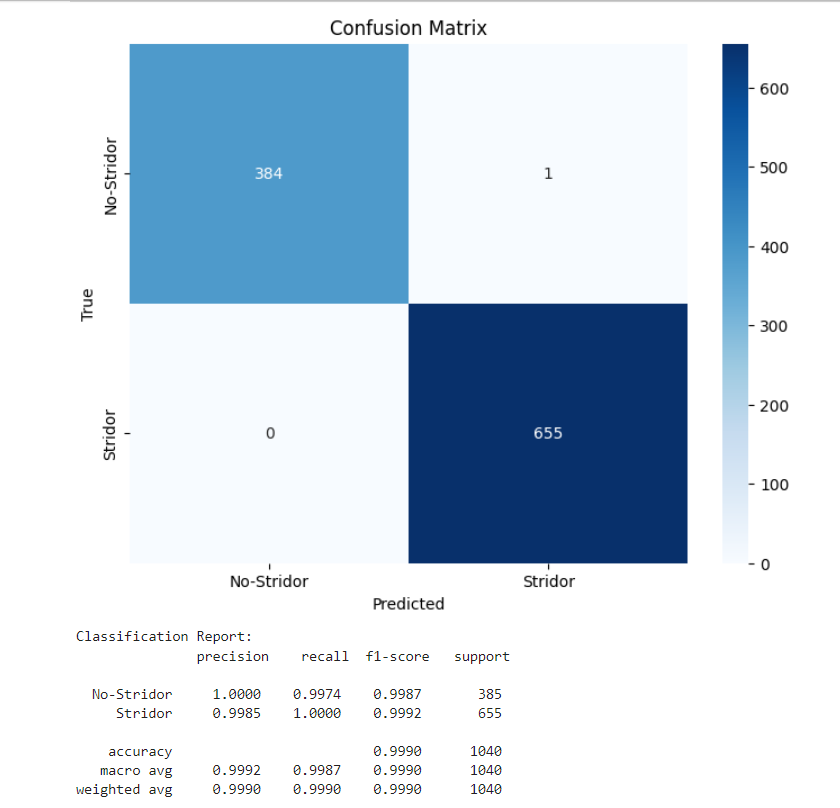 Confusion Matrix
No-Stridor 384 1
Stridor 0 655
True
No-Stridor Stridor
Predicted
600
500
400
300
200
100
0
Classification Report:
precision recall f1-score support
No-Stridor 1.0000 0.9974 0.9987 385
Stridor 0.9985 1.0000 0.9992 655
accuracy 0.9990 1040
macro avg 0.9992 0.9987 0.9990 1040
weighted avg 0.9990 0.9990 0.9990 1040